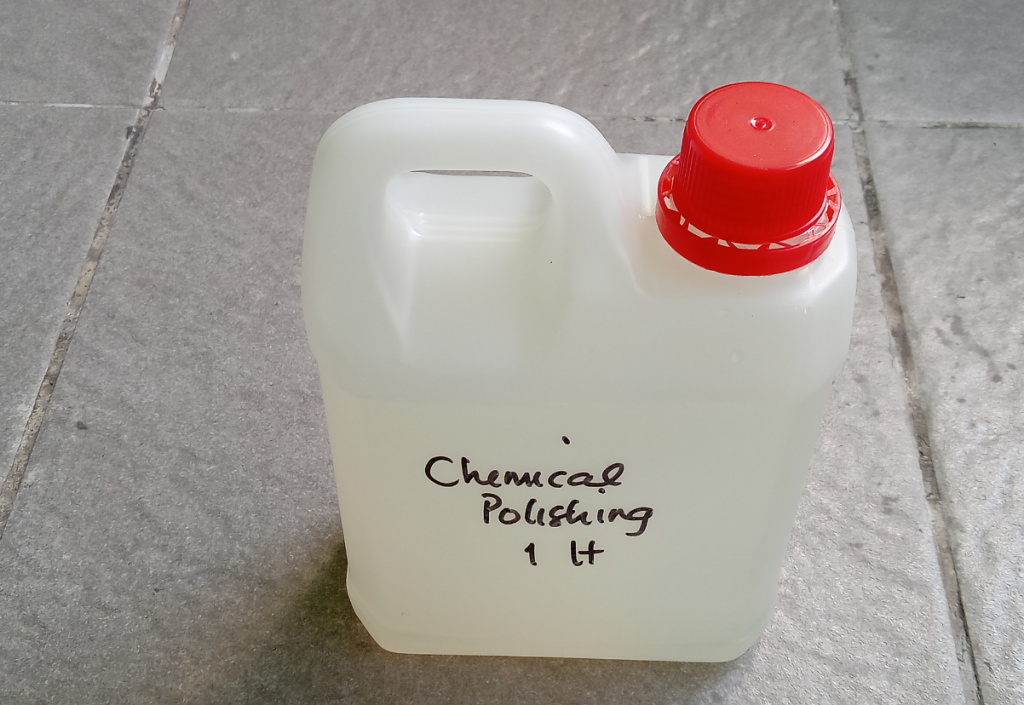 Chemical
Polishing
1 lt